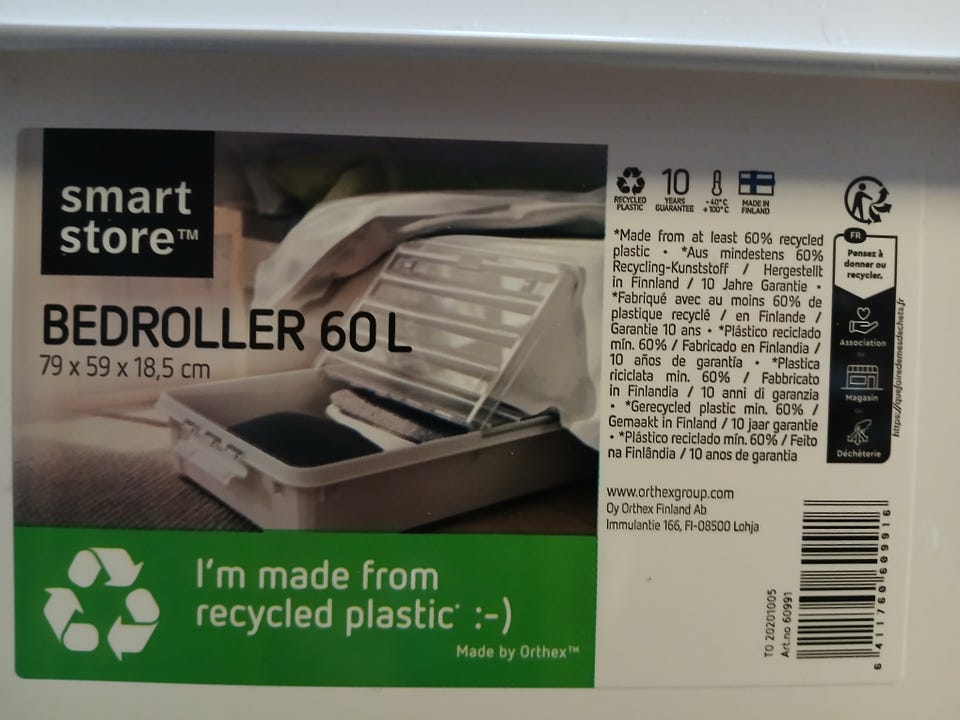 smart
store™
BEDROLLER 60 L
79 x 59 x 18,5 cm
I'm made from
recycled plastic* :-)
Made by Orthex™
RECYCLED
PLASTIC
10
YEARS
GUARANTEE
-40°C
+100°C
MADE IN
FINLAND
*Made from at least 60% recycled
plastic • *Aus mindestens 60%
Recycling-Kunststoff / Hergestellt
in Finnland / 10 Jahre Garantie •
*Fabriqué avec au moins 60% de
plastique recyclé / en Finlande /
Garantie 10 ans • *Plástico reciclado
mín. 60% / Fabricado en Finlandia /
10 años de garantía • *Plastica
riciclata min. 60% / Fabbricato
in Finlandia / 10 anni di garanzia
• *Gerecycled plastic min. 60% /
Gemaakt in Finland / 10 jaar garantie
• *Plástico reciclado mín. 60% / Feito
na Finlândia / 10 anos de garantia
www.orthexgroup.com
Oy Orthex Finland Ab
Immulantie 166, FI-08500 Lohja
FR
Pensez à
donner ou
recycler.
Association
ou
Magasin
ou
Déchèterie
https://quefairedemesdechets.fr
TO 20201005
Art.no 60991
6 411760 609916